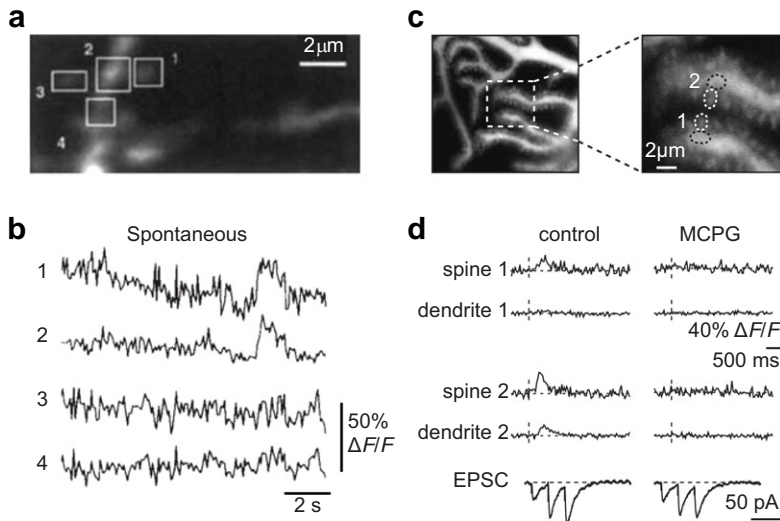 a
2
1
2μm
3
4
b
Spontaneous
1
2
3
4
50%
ΔF/F
2 s
c
2
1
2μm
d
control
MCPG
spine 1
dendrite 1
40% ΔF/F
500 ms
spine 2
dendrite 2
EPSC
50 pA